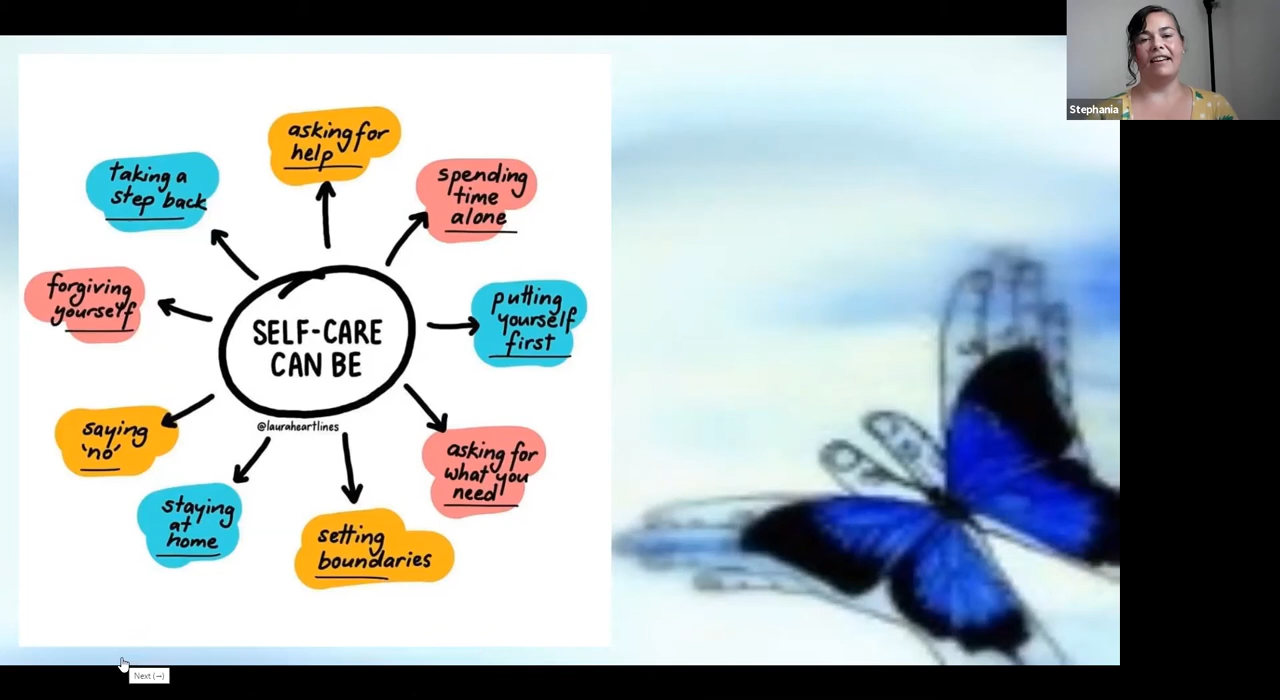 Stephania
asking for
help
taking a
step back
spending
time
alone
forgiving
yourself
putting
yourself
first
SELF-CARE
CAN BE
@lauraheartlines
saying
'no'
asking for
what you
need
staying
at
home
setting
boundaries
Next (→)